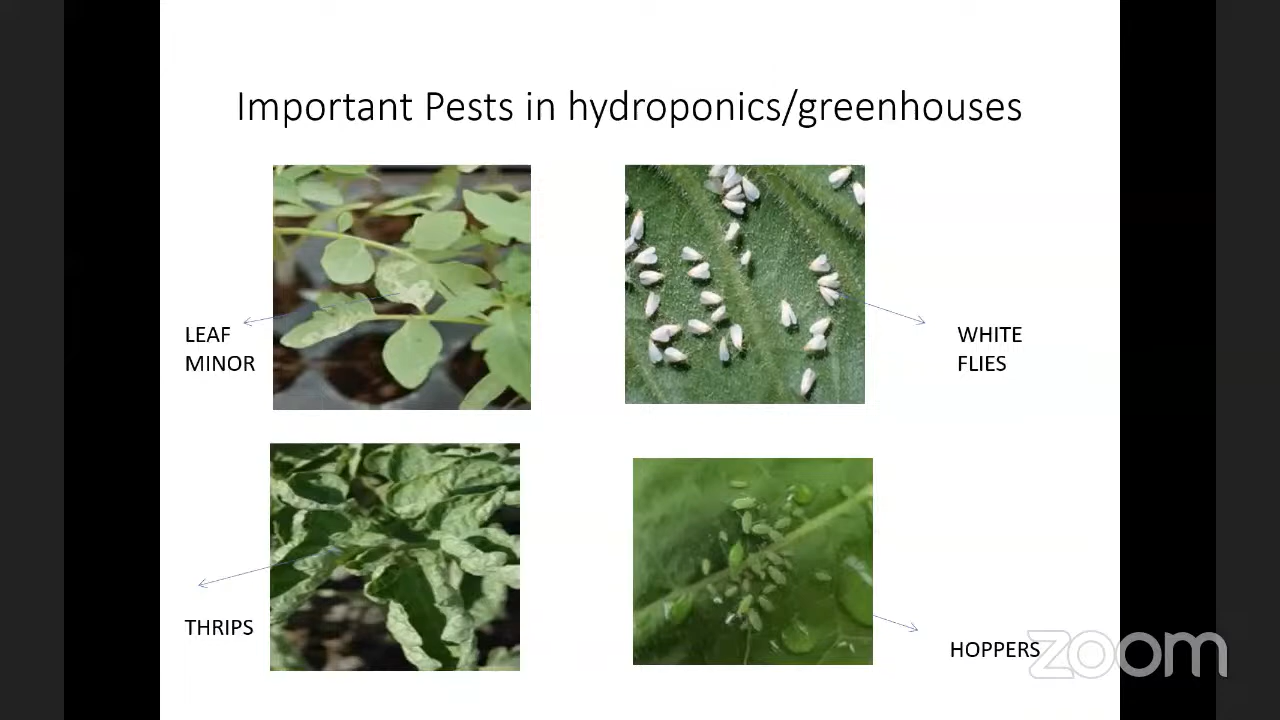 Important Pests in hydroponics/greenhouses
LEAF
MINOR
WHITE
FLIES
THRIPS
HOPPERS
zoom